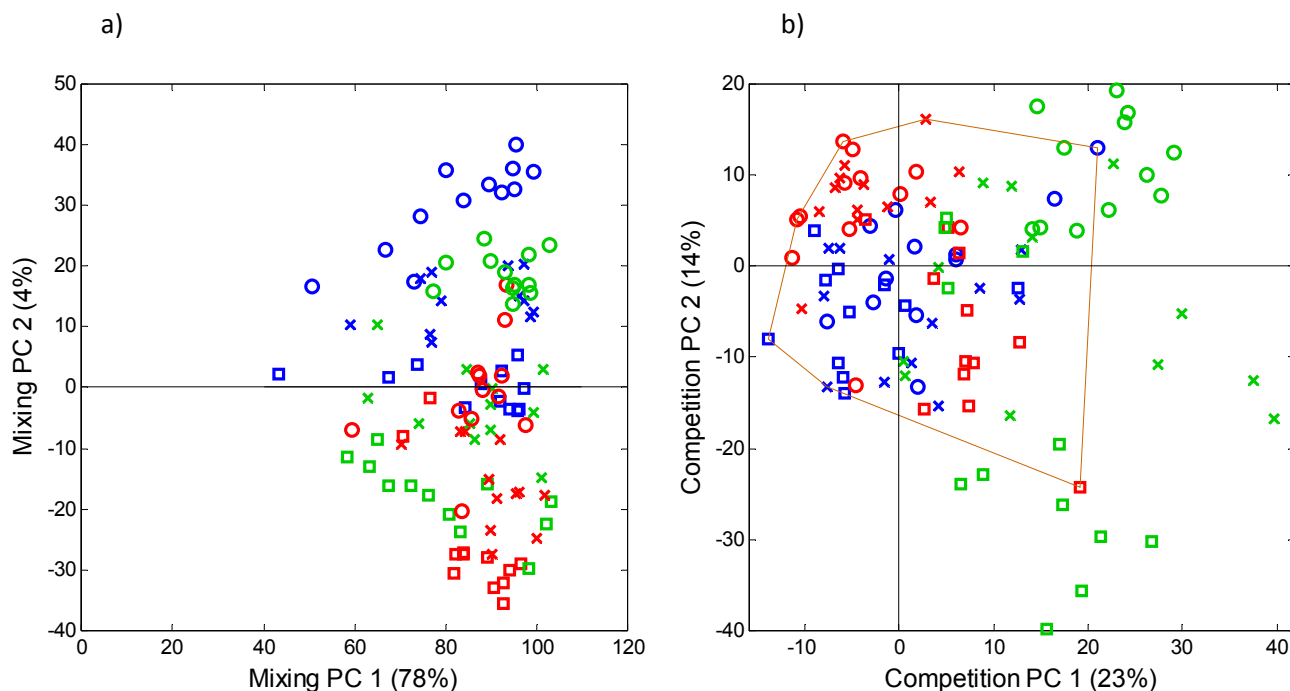 a)
b)
50
40
30
20
10
0
-10
-20
-30
-40
Mixing PC 2 (4%)
0 20 40 60 80 100 120
Mixing PC 1 (78%)
20
10
0
-10
-20
-30
-40
Competition PC 2 (14%)
-10 0 10 20 30 40
Competition PC 1 (23%)